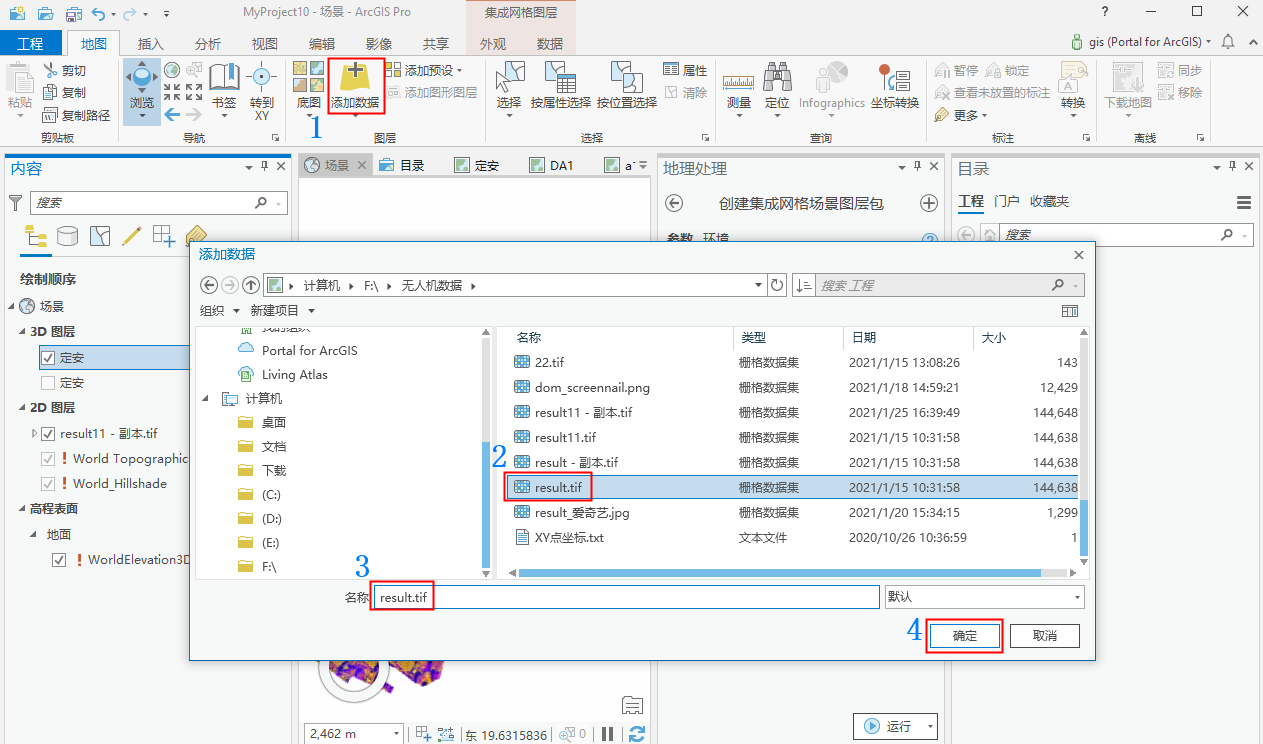 MyProject10 - 场景 - ArcGIS Pro
集成网格图层
?
工程 地图 插入 分析 视图 编辑 影像 共享 外观 数据
gis (Portal for ArcGIS)
粘贴
剪切
复制
复制路径
剪贴板
浏览
书签
转到
XY
导航
底图
添加数据
添加预设
添加图形图层
图层
1
选择
按属性选择
按位置选择
属性
清除
选择
测量
定位
Infographics
坐标转换
查询
暂停
锁定
查看未放置的标注
更多
转换
标注
下载地图
同步
移除
离线
内容
搜索
绘制顺序
场景
3D 图层
定安
定安
2D 图层
result11 - 副本.tif
World Topographic
World_Hillshade
高程表面
地面
WorldElevation3D
场景
目录
定安
DA1
地理处理
创建集成网格场景图层包
参数 环境
目录
工程 门户 收藏夹
搜索
添加数据
计算机 F:\ 无人机数据
搜索 工程
组织
新建项目
我的组织
Portal for ArcGIS
Living Atlas
计算机
桌面
文档
下载
(C:)
(D:)
(E:)
F:\
名称 类型 日期 大小
22.tif 栅格数据集 2021/1/15 13:08:26 143
dom_screennail.png 栅格数据集 2021/1/18 14:59:21 12,429
result11 - 副本.tif 栅格数据集 2021/1/25 16:39:49 144,648
result11.tif 栅格数据集 2021/1/15 10:31:58 144,638
result - 副本.tif 栅格数据集 2021/1/15 10:31:58 144,638
2
result.tif 栅格数据集 2021/1/15 10:31:58 144,638
result_爱奇艺.jpg 栅格数据集 2021/1/20 15:34:15 1,299
XY点坐标.txt 文本文件 2020/10/26 10:36:59 1
3
名称 result.tif
默认
4
确定
取消
2,462 m
东 19.6315836
0
运行